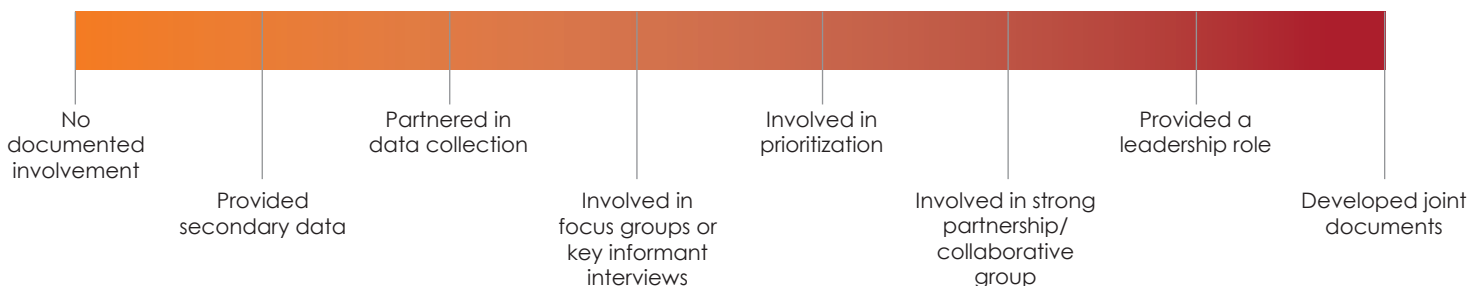 No
documented
involvement
Provided
secondary data
Partnered in
data collection
Involved in
focus groups or
key informant
interviews
Involved in
prioritization
Involved in strong
partnership/
collaborative
group
Provided a
leadership role
Developed joint
documents